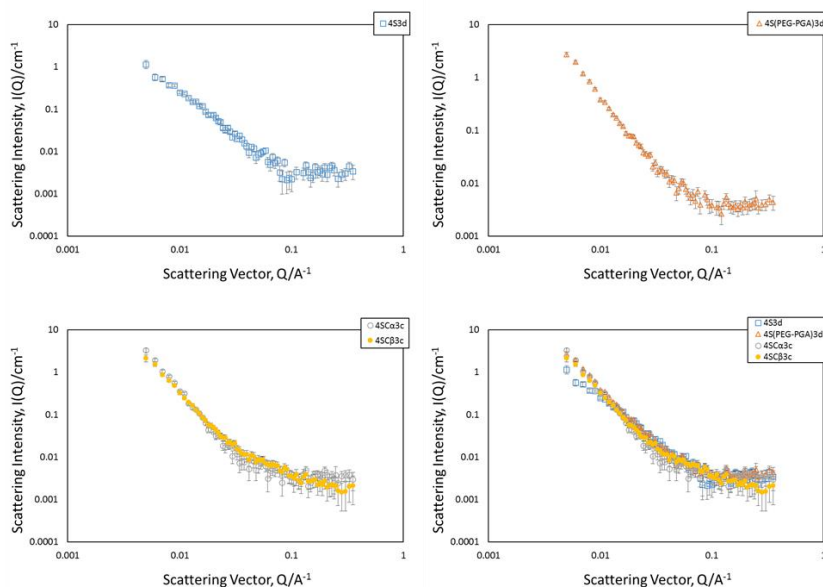 4S3d
Scattering Intensity, I(Q)/cm-1
10
1
0.1
0.01
0.001
0.0001
0.001
0.01
0.1
1
Scattering Vector, Q/A-1
4S(PEG-PGA)3d
Scattering Intensity, I(Q)/cm-1
10
1
0.1
0.01
0.001
0.001
0.01
0.1
1
Scattering Vector, Q/A-1
4SCα3c
4SCβ3c
Scattering Intensity, I(Q)/cm-1
10
1
0.1
0.01
0.001
0.0001
0.001
0.01
0.1
1
Scattering Vector, Q/A-1
4S3d
4S(PEG-PGA)3d
4SCα3c
4SCβ3c
Scattering Intensity, I(Q)/cm-1
10
1
0.1
0.01
0.001
0.0001
0.001
0.01
0.1
1
Scattering Vector, Q/A-1